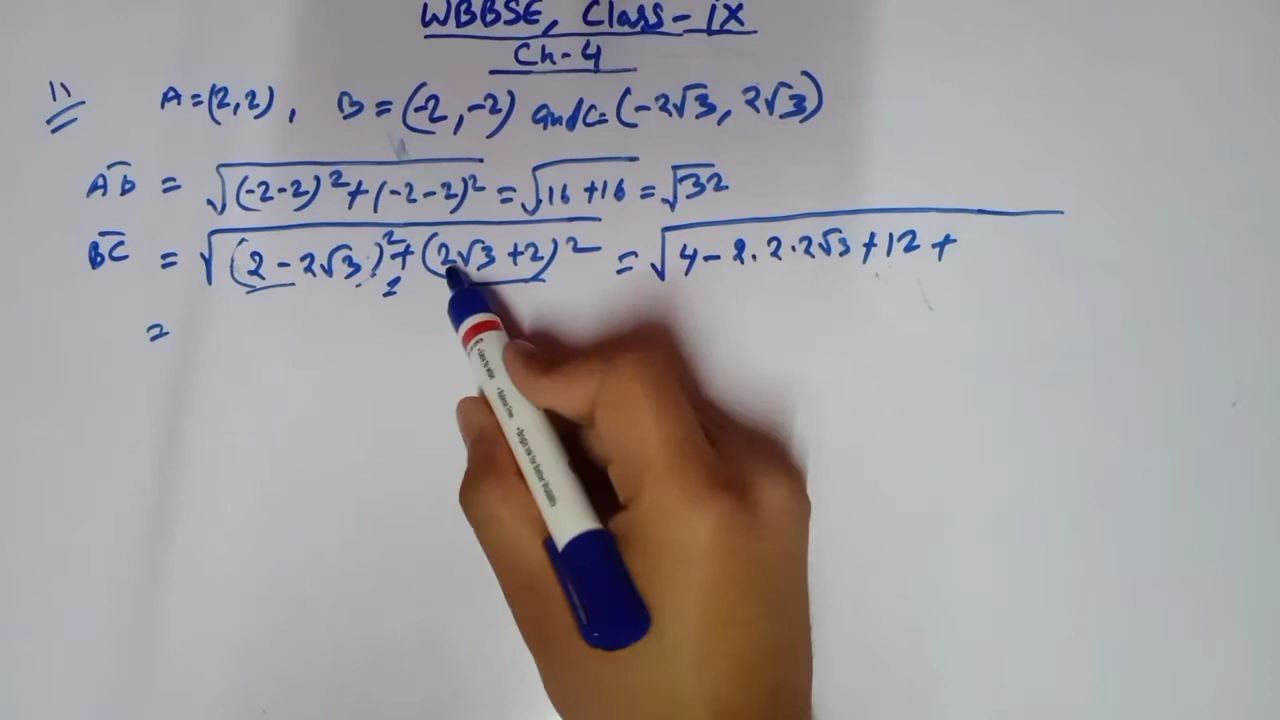 WBBSE, Class-IX
Ch-4
11 A=(2,2), B=(-2,-2) and C=(-2√3, 2√3)
AB = √(-2-2)²+(-2-2)² = √16+16 = √32
BC = √(2-2√3)²+(2√3+2)² = √4-2.2.2√3+12+
2
=